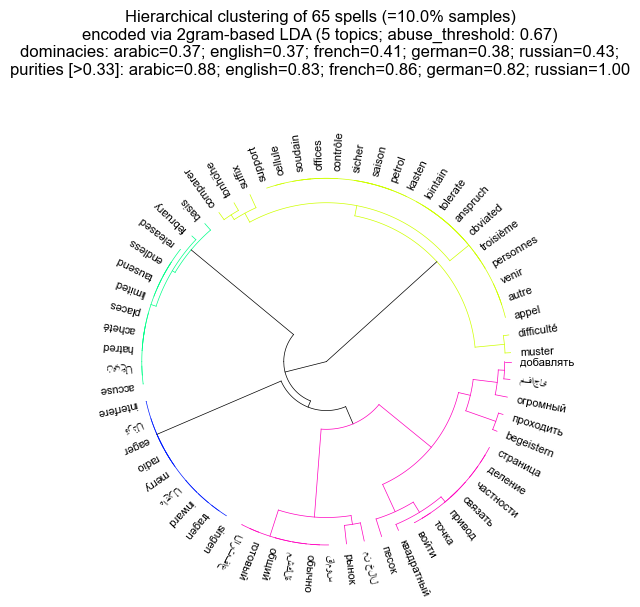 Hierarchical clustering of 65 spells (=10.0% samples)
encoded via 2gram-based LDA (5 topics; abuse_threshold: 0.67)
dominacies: arabic=0.37; english=0.37; french=0.41; german=0.38; russian=0.43;
purities [>0.33]: arabic=0.88; english=0.83; french=0.86; german=0.82; russian=1.00
muster
difficulté
appel
autre
venir
personnes
troisième
obviated
anspruch
tolerate
lointain
kasten
petrol
saison
sicher
contrôle
offices
soudain
cellule
support
suffix
lohnhöhe
comparer
basis
february
released
endless
tausend
limited
places
acheté
hatred
accuse
interfere
eager
radio
merry
inward
tragen
singen
готовый
общий
обычно
рынок
песок
квадратный
войти
точка
привод
связать
частности
деление
страница
begeistern
проходить
огромный
добавлять